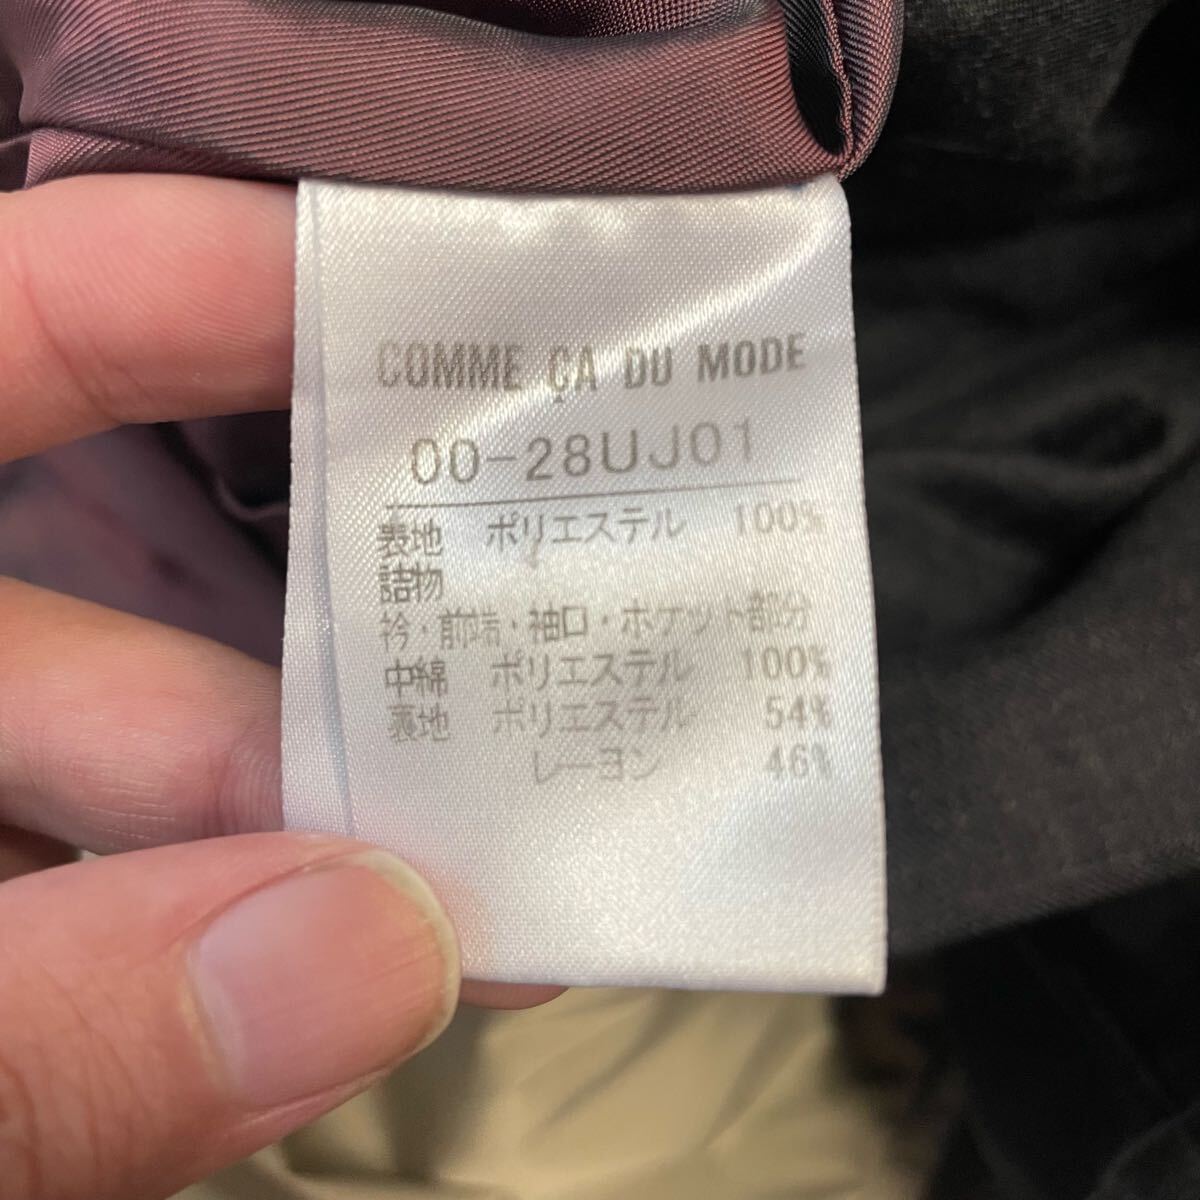 COMME ÇA DU MODE
00-28UJ01
表地 ポリエステル 100%
詰物
衿・前端・袖口・ポケット部分
中綿 ポリエステル 100%
裏地 ポリエステル 54%
レーヨン 46%